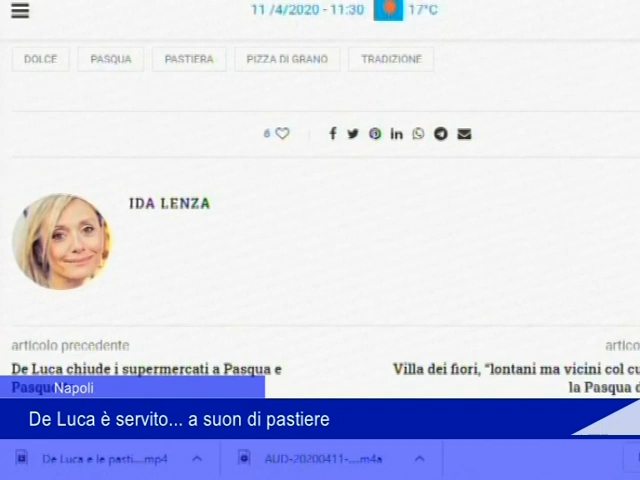 11 /4/2020 - 11:30 17°C
DOLCE PASQUA PASTIERA PIZZA DI GRANO TRADIZIONE
6
IDA LENZA
articolo precedente
De Luca chiude i supermercati a Pasqua e
artico
Villa dei fiori, "lontani ma vicini col cu
la Pasqua d
Napoli
De Luca è servito... a suon di pastiere
De Luca e le pasti....mp4 AUD-20200411-....m4a